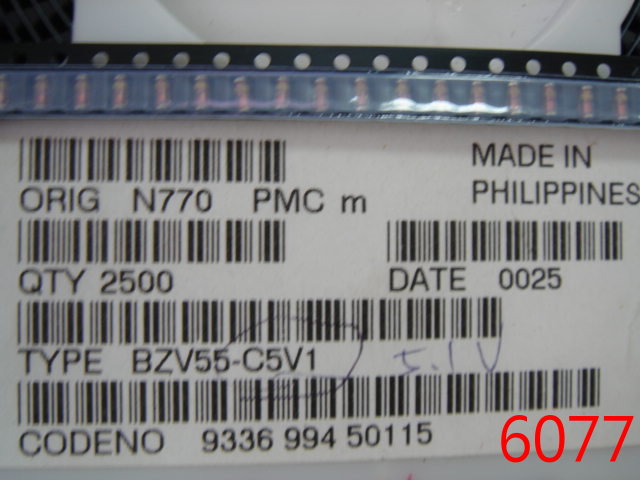 MADE IN
PHILIPPINES
ORIG N770 PMC m
QTY 2500 DATE 0025
TYPE BZV55-C5V1 5.1V
CODENO 9336 994 50115
6077